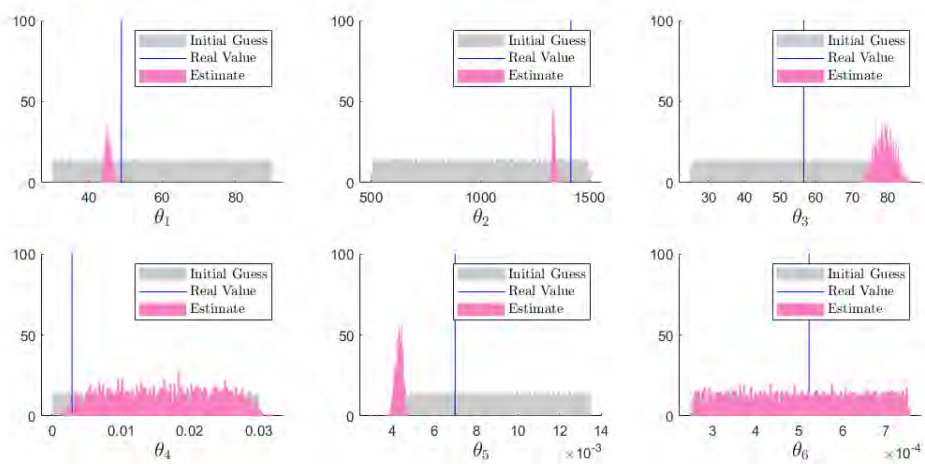 100
50
0
40 60 80
θ1
Initial Guess
Real Value
Estimate
100
50
0
500 1000 1500
θ2
Initial Guess
Real Value
Estimate
100
50
0
30 40 50 60 70 80
θ3
Initial Guess
Real Value
Estimate
100
50
0
0 0.01 0.02 0.03
θ4
Initial Guess
Real Value
Estimate
100
50
0
4 6 8 10 12 14
×10-3
θ5
Initial Guess
Real Value
Estimate
100
50
0
3 4 5 6 7
×10-4
θ6
Initial Guess
Real Value
Estimate